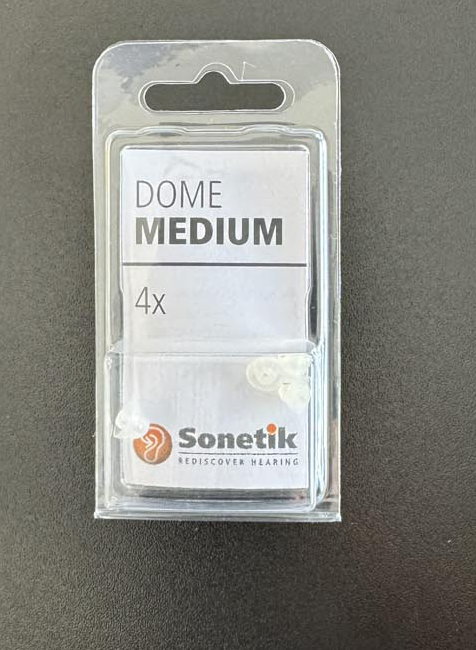 DOME
MEDIUM
4x
Sonetik
REDISCOVER HEARING